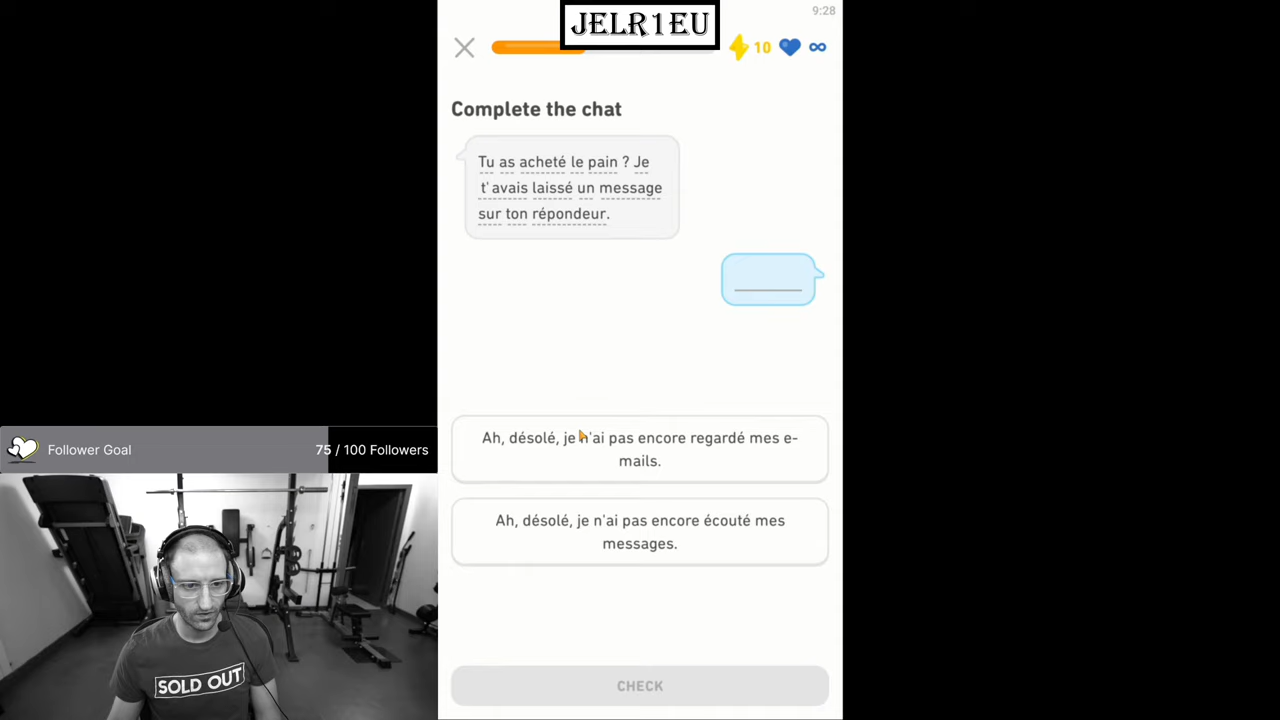 JELR1EU
9:28
10 ∞
Complete the chat
Tu as acheté le pain ? Je
t'avais laissé un message
sur ton répondeur.
Ah, désolé, je n'ai pas encore regardé mes e-
mails.
Ah, désolé, je n'ai pas encore écouté mes
messages.
CHECK
Follower Goal
75 / 100 Followers
SOLD OUT